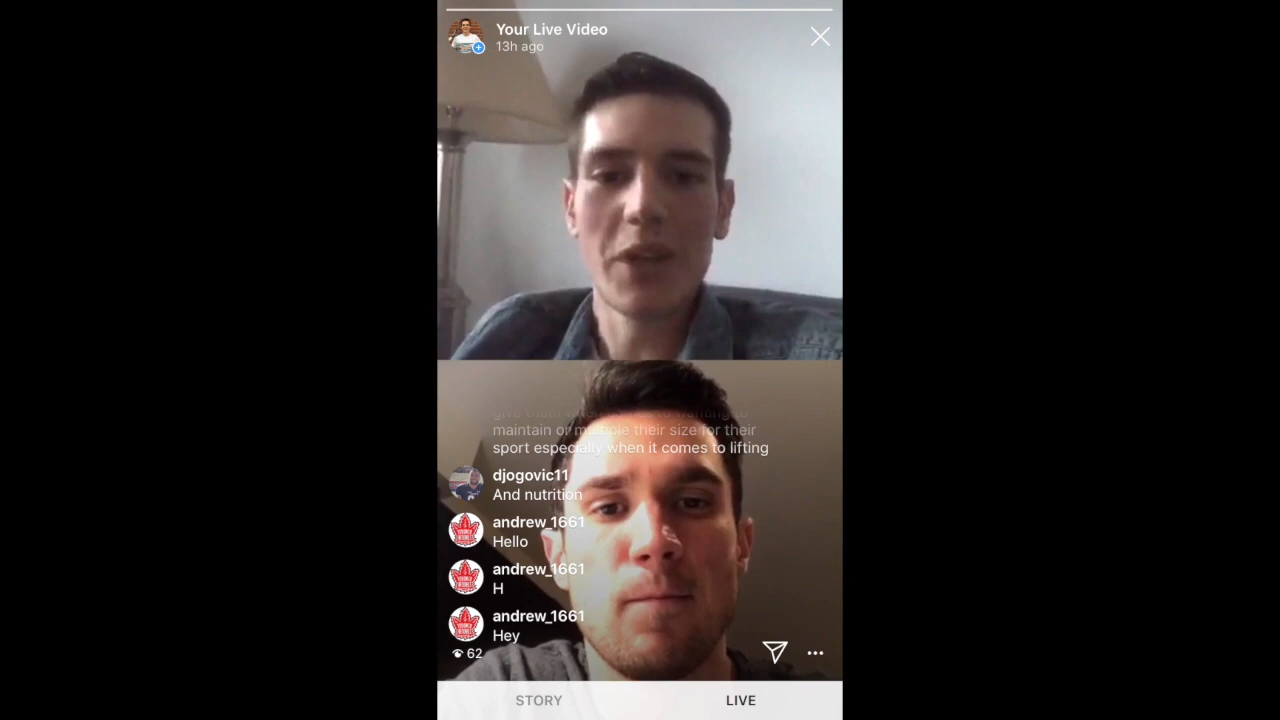 Your Live Video
13h ago
maintain or multiple their size for their
sport especially when it comes to lifting
djogovic11
And nutrition
andrew_1661
Hello
andrew_1661
H
andrew_1661
Hey
62
STORY
LIVE